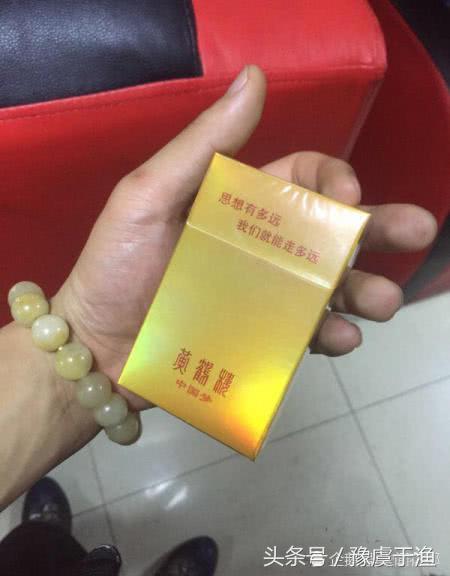 思想有多远
我们就能走多远
黄鹤楼
中国梦
头条号／豫虞于渔